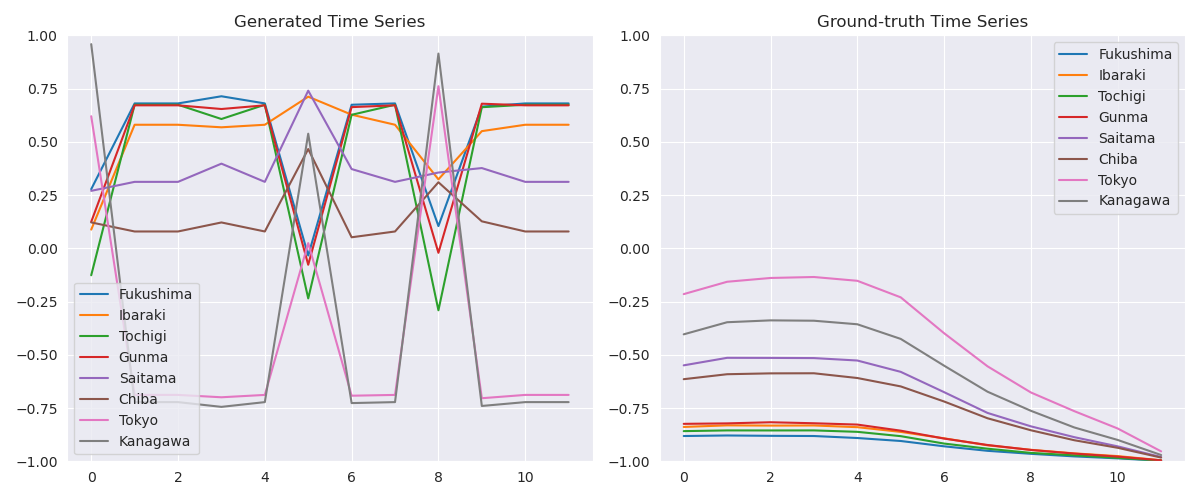 Generated Time Series
1.00
0.75
0.50
0.25
0.00
−0.25
−0.50
−0.75
−1.00
Fukushima
Ibaraki
Tochigi
Gunma
Saitama
Chiba
Tokyo
Kanagawa
0 2 4 6 8 10
Ground-truth Time Series
1.00
0.75
0.50
0.25
0.00
−0.25
−0.50
−0.75
−1.00
Fukushima
Ibaraki
Tochigi
Gunma
Saitama
Chiba
Tokyo
Kanagawa
0 2 4 6 8 10